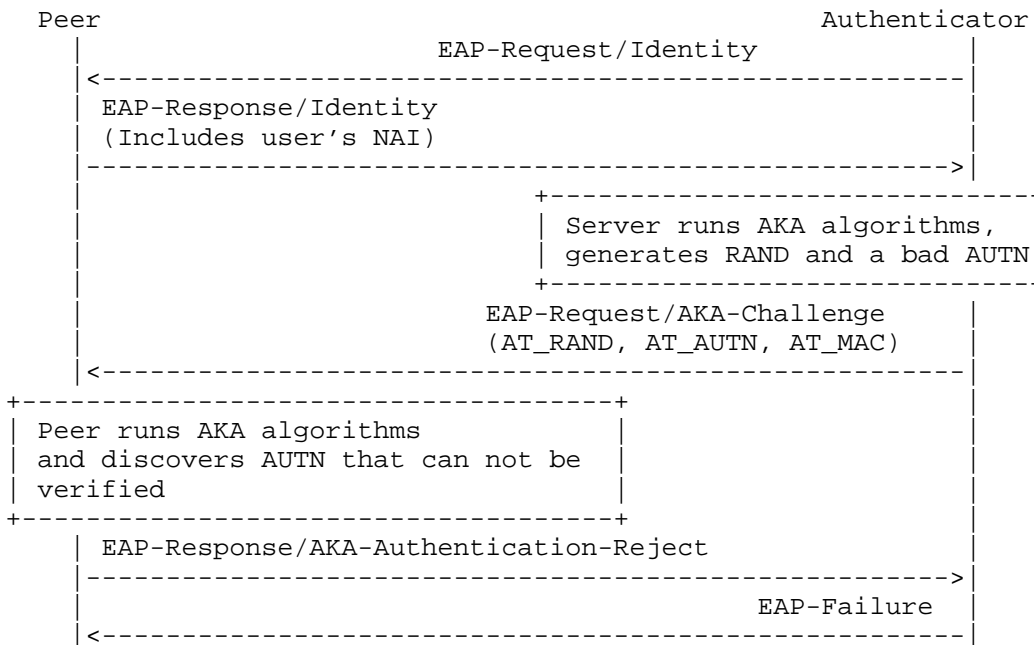 Peer Authenticator
EAP-Request/Identity
EAP-Response/Identity
(Includes user's NAI)
Server runs AKA algorithms,
generates RAND and a bad AUTN
EAP-Request/AKA-Challenge
(AT_RAND, AT_AUTN, AT_MAC)
Peer runs AKA algorithms
and discovers AUTN that can not be
verified
EAP-Response/AKA-Authentication-Reject
EAP-Failure